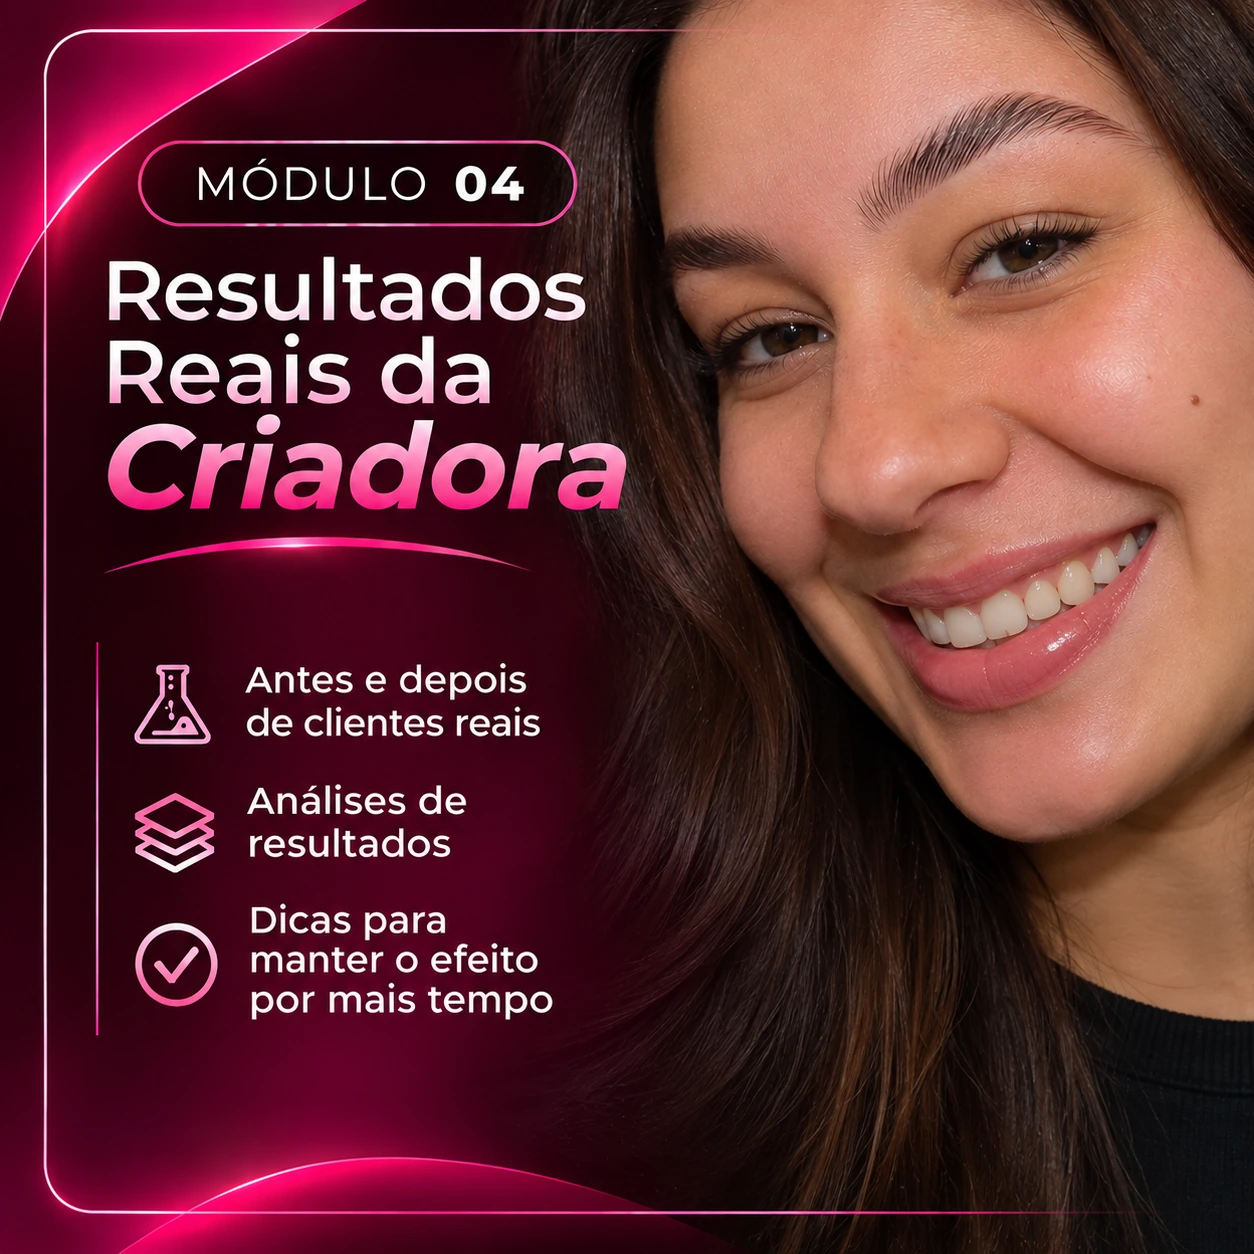 MÓDULO 04
Resultados
Reais da
Criadora
Antes e depois
de clientes reais
Análises de
resultados
Dicas para
manter o efeito
por mais tempo